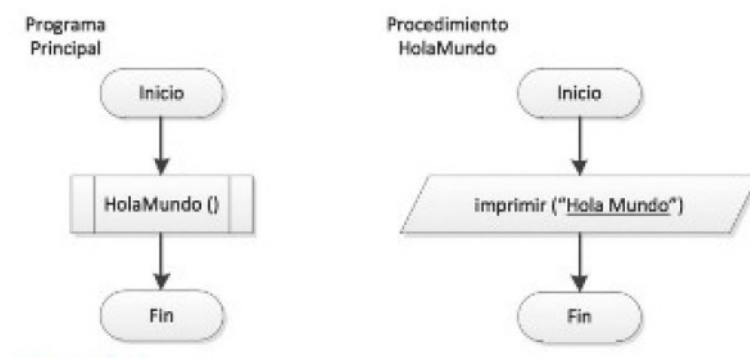 Programa
Principal
Inicio
HolaMundo ()
Fin
Procedimiento
HolaMundo
Inicio
imprimir ("Hola Mundo")
Fin